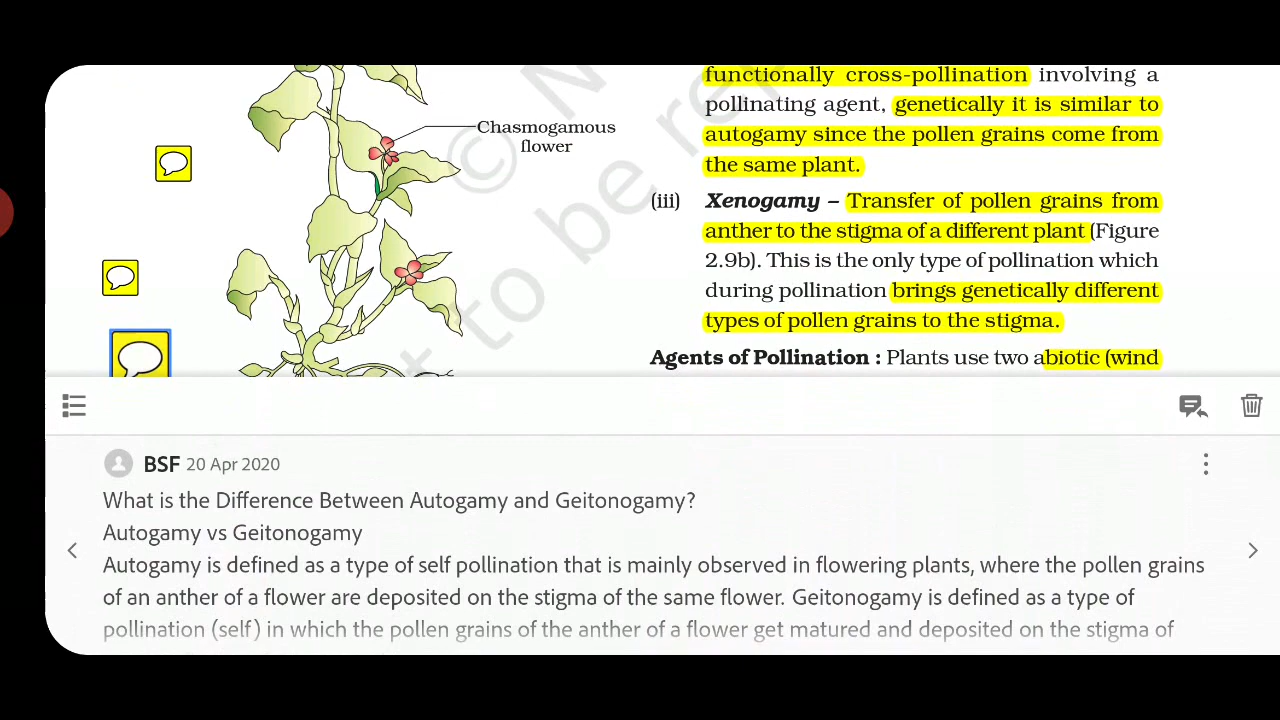 functionally cross-pollination involving a
pollinating agent, genetically it is similar to
autogamy since the pollen grains come from
the same plant.
Chasmogamous
flower
(iii) Xenogamy – Transfer of pollen grains from
anther to the stigma of a different plant (Figure
2.9b). This is the only type of pollination which
during pollination brings genetically different
types of pollen grains to the stigma.
Agents of Pollination : Plants use two abiotic (wind
© N
to be re
BSF 20 Apr 2020
What is the Difference Between Autogamy and Geitonogamy?
Autogamy vs Geitonogamy
Autogamy is defined as a type of self pollination that is mainly observed in flowering plants, where the pollen grains
of an anther of a flower are deposited on the stigma of the same flower. Geitonogamy is defined as a type of
pollination (self) in which the pollen grains of the anther of a flower get matured and deposited on the stigma of